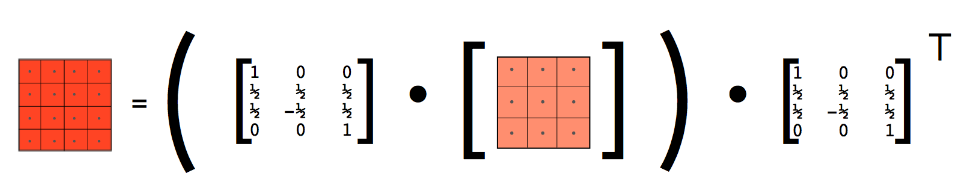 = ( [ 1 0 0 • [ ] ) • [ 1 0 0 ] T
½ ½ ½ ½ ½ ½
½ -½ ½ ½ -½ ½
0 0 1 ] 0 0 1